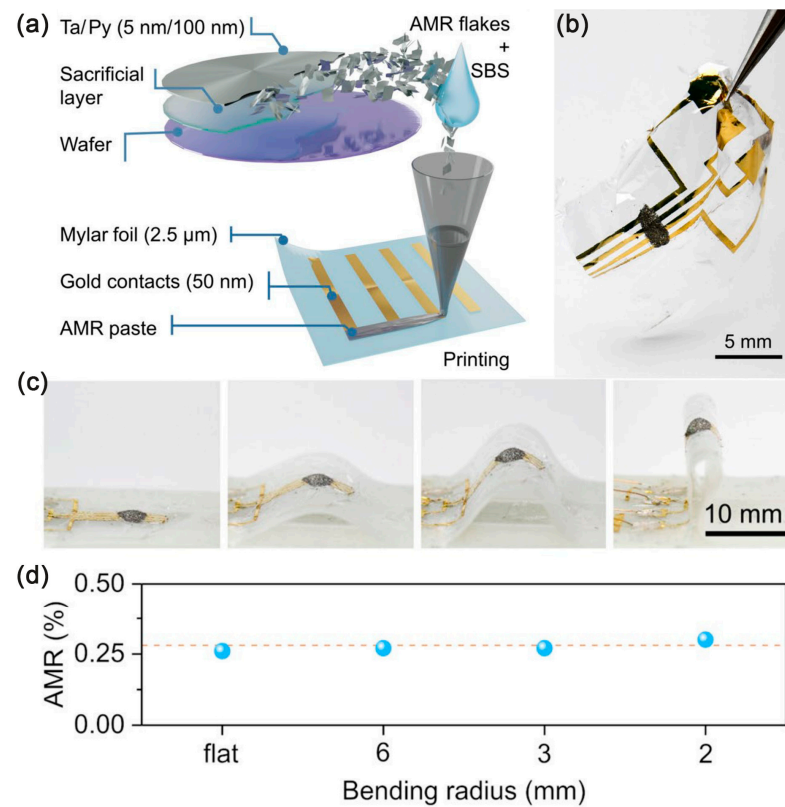 (a)
Ta/Py (5 nm/100 nm)
AMR flakes
+
SBS
Sacrificial
layer
Wafer
Mylar foil (2.5 µm)
Gold contacts (50 nm)
AMR paste
Printing
(b)
5 mm
(c)
10 mm
(d)
0.50
0.25
0.00
AMR (%)
flat
6
3
2
Bending radius (mm)